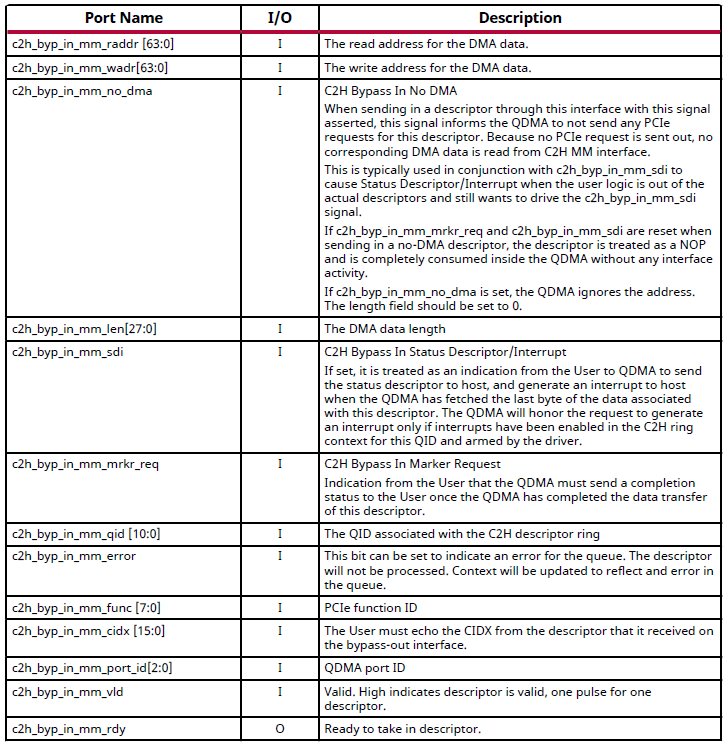 Port Name I/O Description
c2h_byp_in_mm_raddr [63:0] I The read address for the DMA data.
c2h_byp_in_mm_wadr[63:0] I The write address for the DMA data.
c2h_byp_in_mm_no_dma I C2H Bypass In No DMA
When sending in a descriptor through this interface with this signal
asserted, this signal informs the QDMA to not send any PCIe
requests for this descriptor. Because no PCIe request is sent out, no
corresponding DMA data is read from C2H MM interface.
This is typically used in conjunction with c2h_byp_in_mm_sdi to
cause Status Descriptor/Interrupt when the user logic is out of the
actual descriptors and still wants to drive the c2h_byp_in_mm_sdi
signal.
If c2h_byp_in_mm_mrkr_req and c2h_byp_in_mm_sdi are reset when
sending in a no-DMA descriptor, the descriptor is treated as a NOP
and is completely consumed inside the QDMA without any interface
activity.
If c2h_byp_in_mm_no_dma is set, the QDMA ignores the address.
The length field should be set to 0.
c2h_byp_in_mm_len[27:0] I The DMA data length
c2h_byp_in_mm_sdi I C2H Bypass In Status Descriptor/Interrupt
If set, it is treated as an indication from the User to QDMA to send
the status descriptor to host, and generate an interrupt to host
when the QDMA has fetched the last byte of the data associated
with this descriptor. The QDMA will honor the request to generate
an interrupt only if interrupts have been enabled in the C2H ring
context for this QID and armed by the driver.
c2h_byp_in_mm_mrkr_req I C2H Bypass In Marker Request
Indication from the User that the QDMA must send a completion
status to the User once the QDMA has completed the data transfer
of this descriptor.
c2h_byp_in_mm_qid [10:0] I The QID associated with the C2H descriptor ring
c2h_byp_in_mm_error I This bit can be set to indicate an error for the queue. The descriptor
will not be processed. Context will be updated to reflect and error in
the queue.
c2h_byp_in_mm_func [7:0] I PCIe function ID
c2h_byp_in_mm_cidx [15:0] I The User must echo the CIDX from the descriptor that it received on
the bypass-out interface.
c2h_byp_in_mm_port_id[2:0] I QDMA port ID
c2h_byp_in_mm_vld I Valid. High indicates descriptor is valid, one pulse for one
descriptor.
c2h_byp_in_mm_rdy O Ready to take in descriptor.